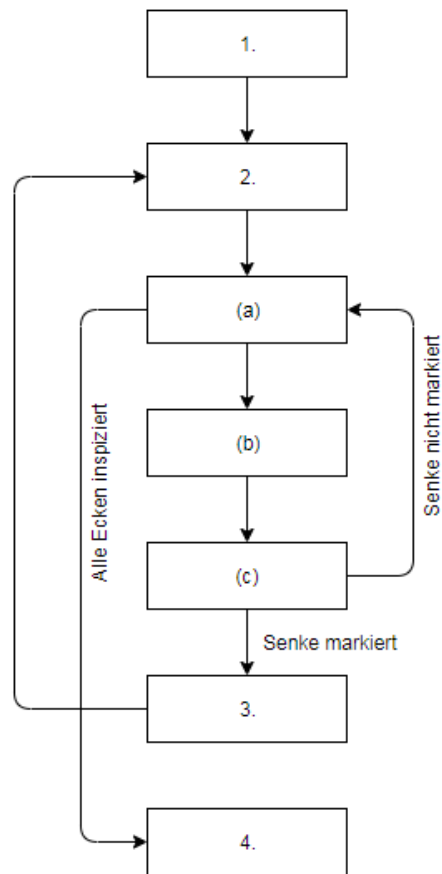 1.
2.
(a)
Senke nicht markiert
(b)
Alle Ecken inspiziert
(c)
Senke markiert
3.
4.